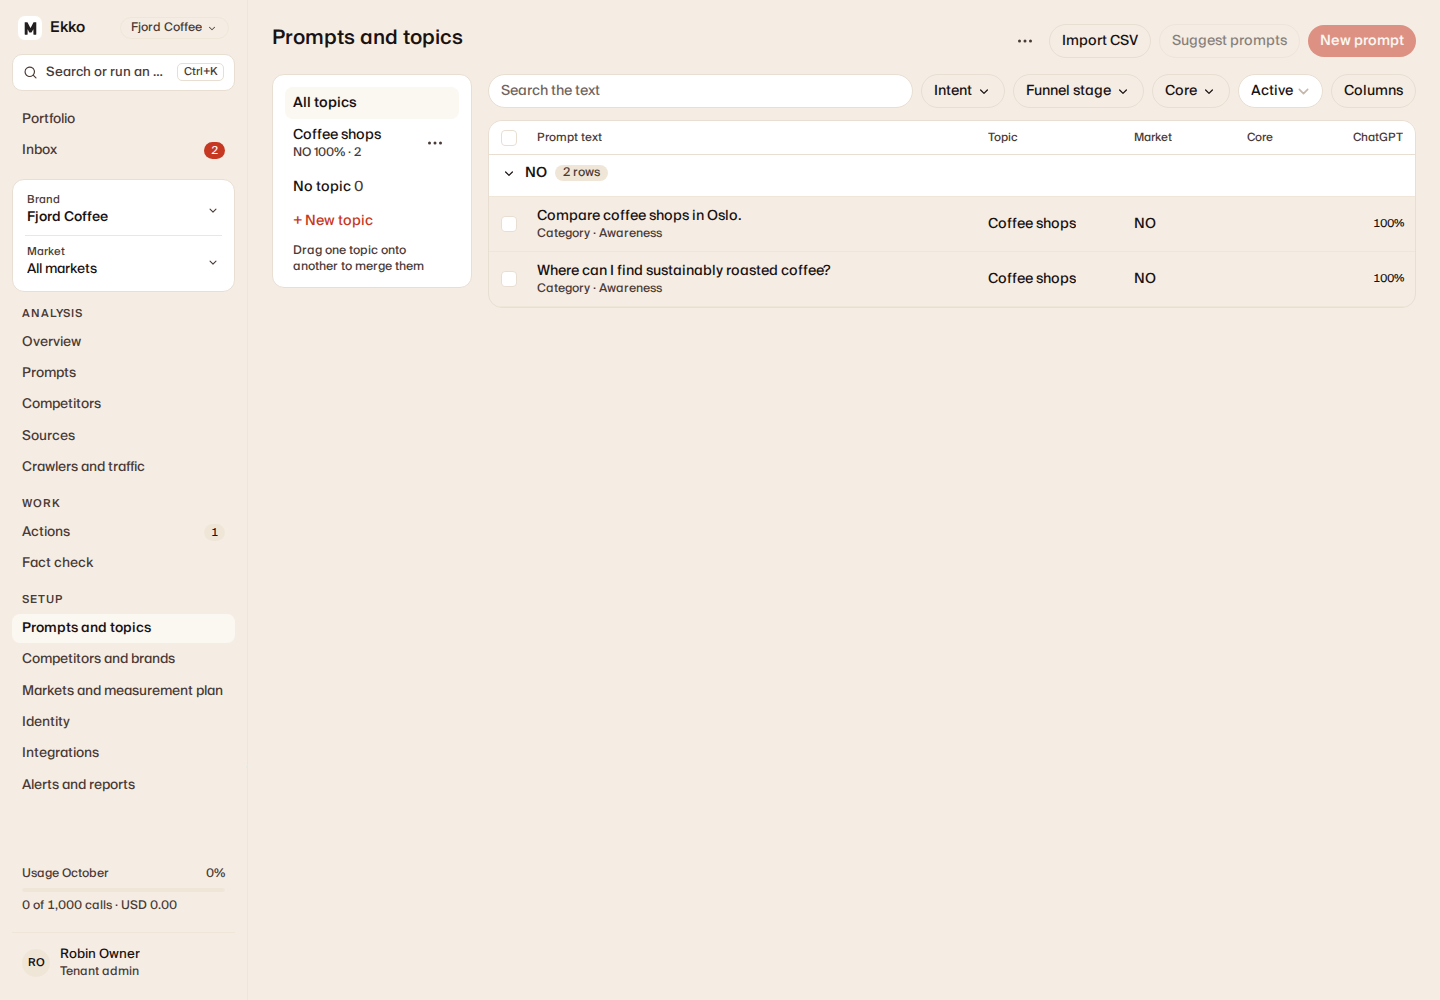 Ekko
Fjord Coffee
Search or run an ...
Ctrl+K
Portfolio
Inbox
2
Brand
Fjord Coffee
Market
All markets
ANALYSIS
Overview
Prompts
Competitors
Sources
Crawlers and traffic
WORK
Actions
1
Fact check
SETUP
Prompts and topics
Competitors and brands
Markets and measurement plan
Identity
Integrations
Alerts and reports
Usage October
0%
0 of 1,000 calls · USD 0.00
RO
Robin Owner
Tenant admin
Prompts and topics
Import CSV
Suggest prompts
New prompt
All topics
Coffee shops
NO 100% · 2
No topic 0
+ New topic
Drag one topic onto
another to merge them
Search the text
Intent
Funnel stage
Core
Active
Columns
Prompt text
Topic
Market
Core
ChatGPT
NO
2 rows
Compare coffee shops in Oslo.
Category · Awareness
Coffee shops
NO
100%
Where can I find sustainably roasted coffee?
Category · Awareness
Coffee shops
NO
100%